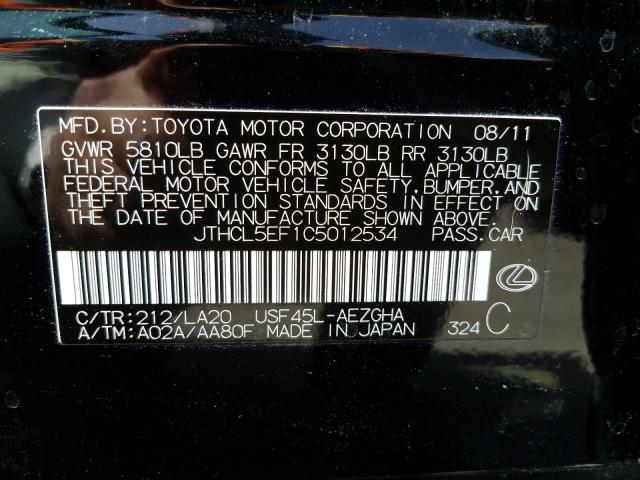 MFD.BY:TOYOTA MOTOR CORPORATION 08/11
GVWR 5810LB GAWR FR 3130LB RR 3130LB
THIS VEHICLE CONFORMS TO ALL APPLICABLE
FEDERAL MOTOR VEHICLE SAFETY.BUMPER.AND
THEFT PREVENTION STANDARDS IN EFFECT ON
THE DATE OF MANUFACTURE SHOWN ABOVE.
JTHCL5EF1C5012534 PASS.CAR
C/TR:212/LA20 USF45L-AEZGHA
A/TM:A02A/AA80F MADE IN JAPAN 324 C